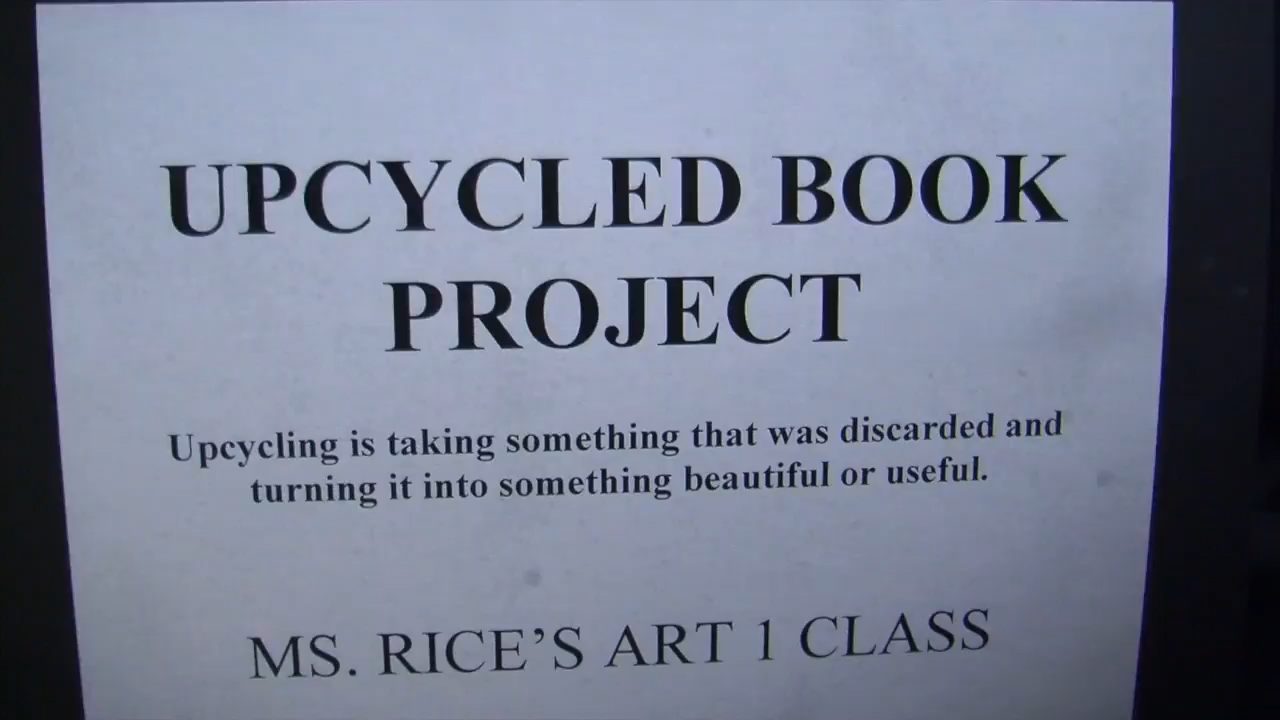 UPCYCLED BOOK
PROJECT
Upcycling is taking something that was discarded and
turning it into something beautiful or useful.
MS. RICE’S ART 1 CLASS